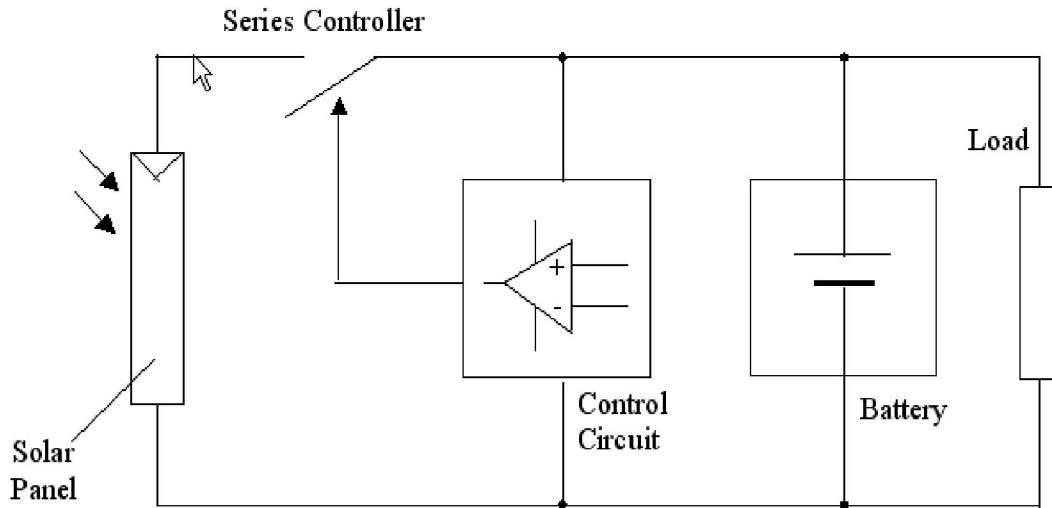 Series Controller
Load
+
-
Control
Circuit
Battery
Solar
Panel